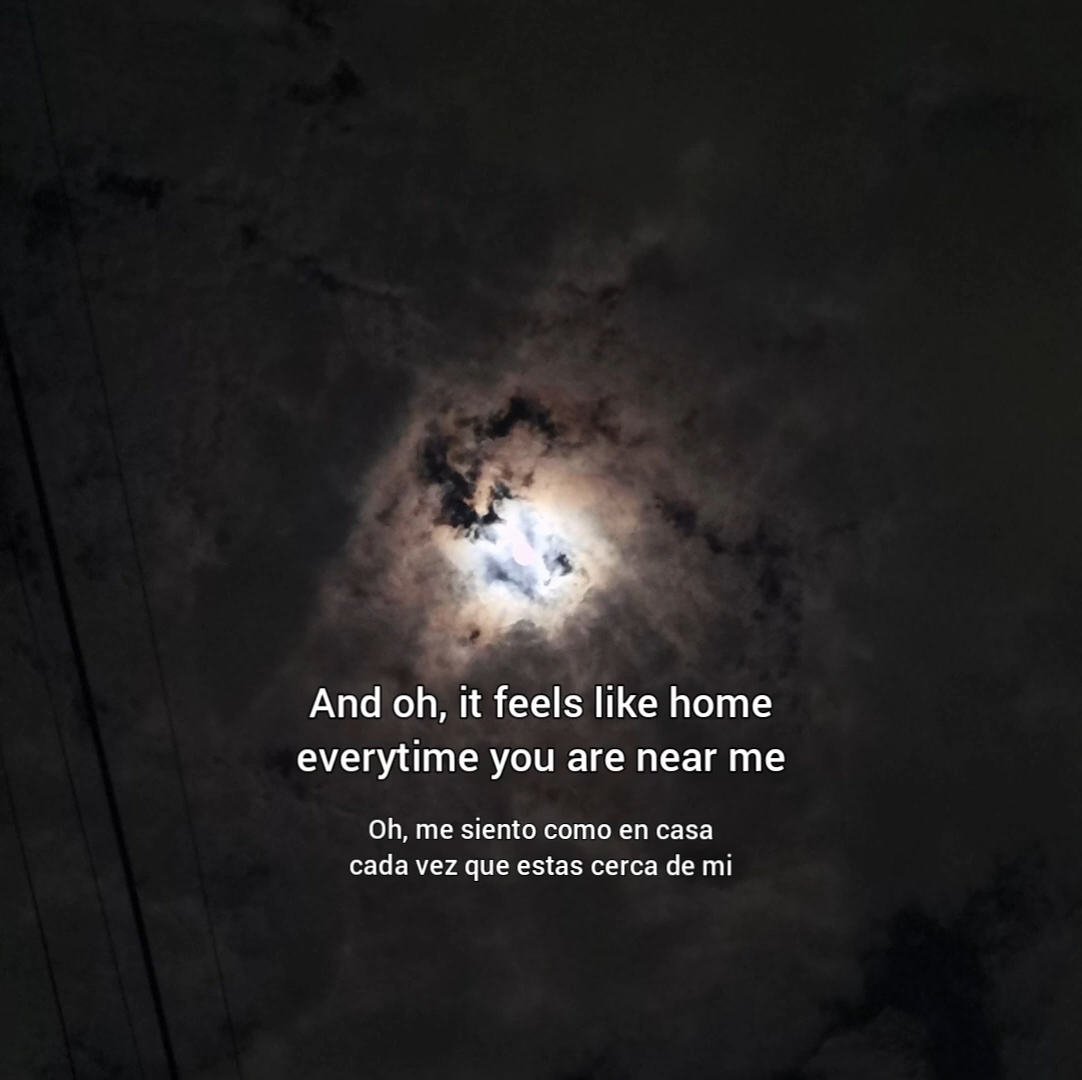 And oh, it feels like home
everytime you are near me
Oh, me siento como en casa
cada vez que estas cerca de mi